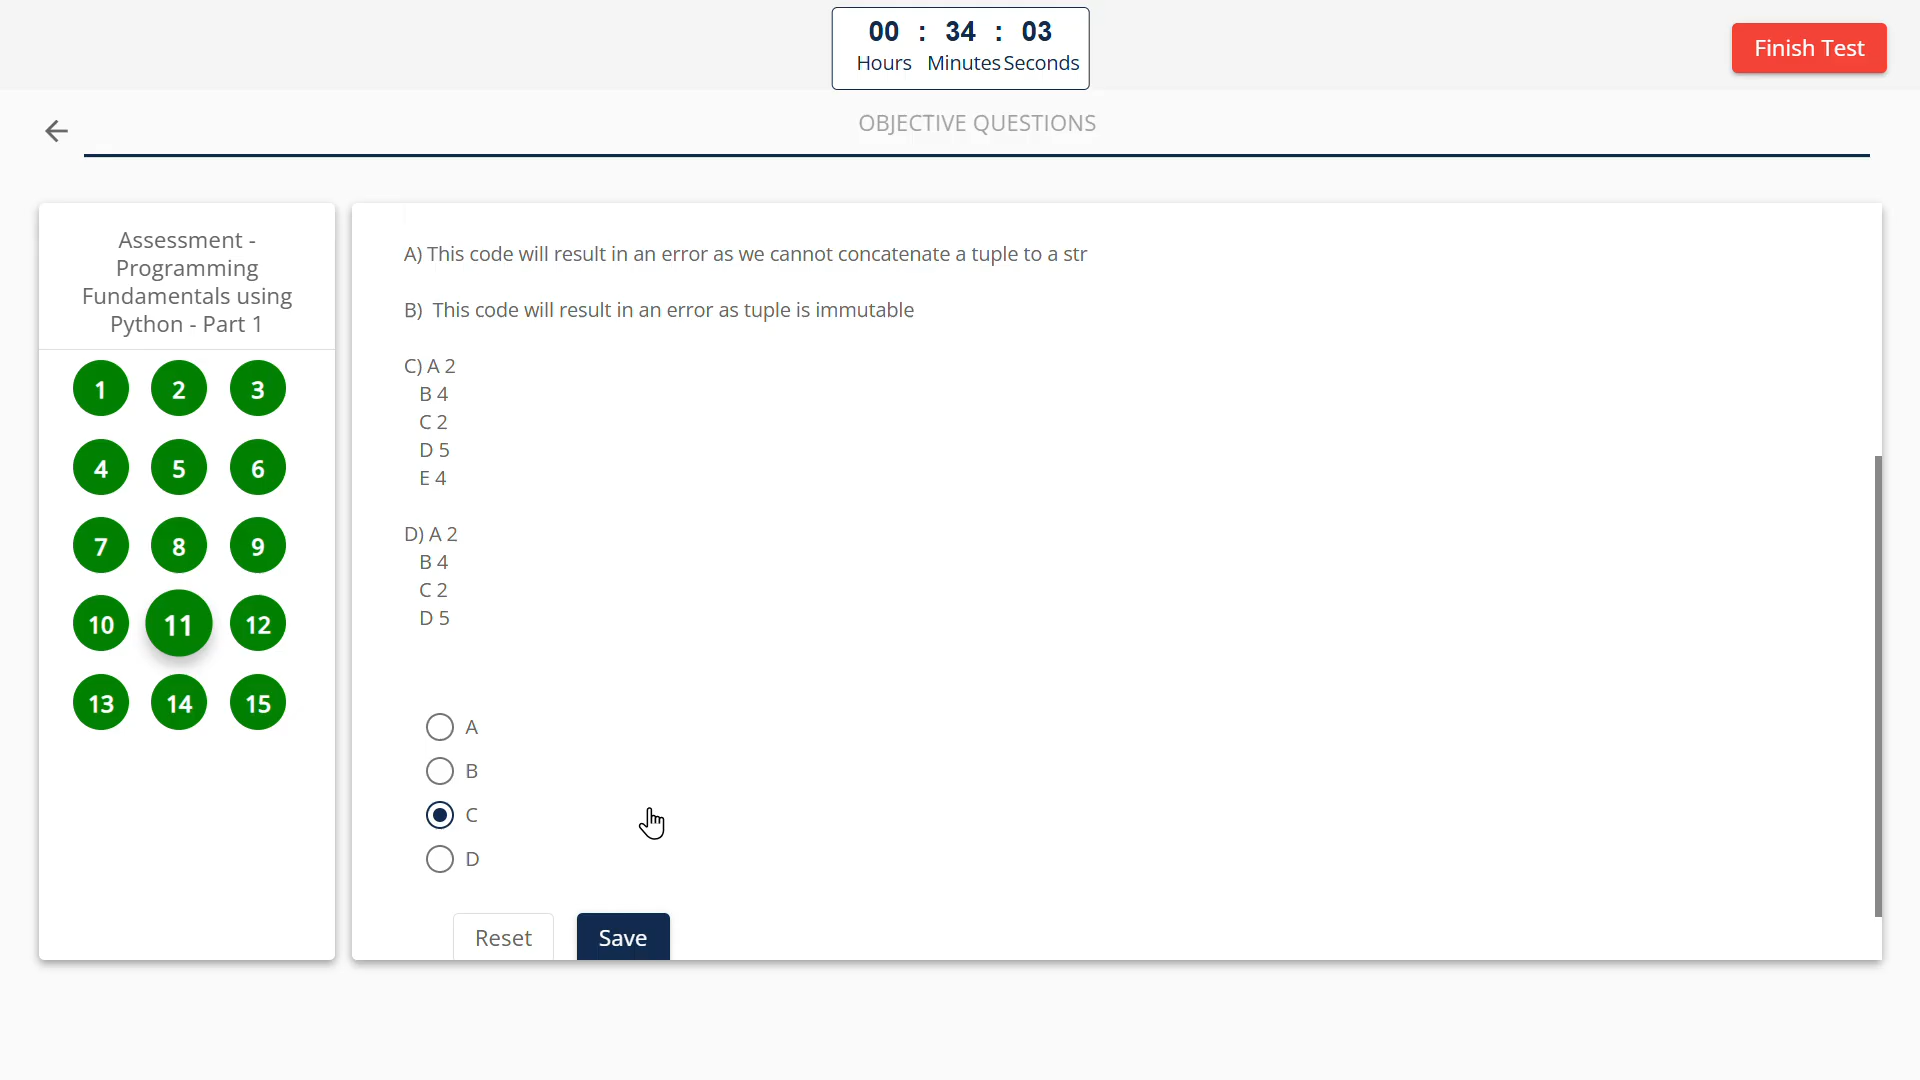 00 : 34 : 03
Hours Minutes Seconds
Finish Test
OBJECTIVE QUESTIONS
Assessment -
Programming
Fundamentals using
Python - Part 1
1 2 3
4 5 6
7 8 9
10 11 12
13 14 15
A) This code will result in an error as we cannot concatenate a tuple to a str
B) This code will result in an error as tuple is immutable
C) A 2
B 4
C 2
D 5
E 4
D) A 2
B 4
C 2
D 5
A
B
C
D
Reset Save